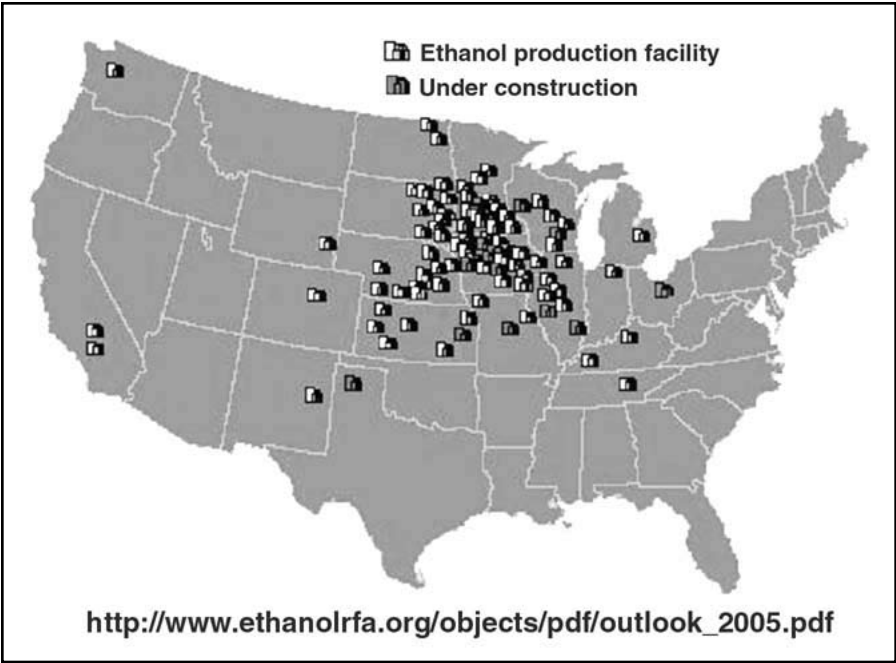 Ethanol production facility
Under construction
http://www.ethanolrfa.org/objects/pdf/outlook_2005.pdf